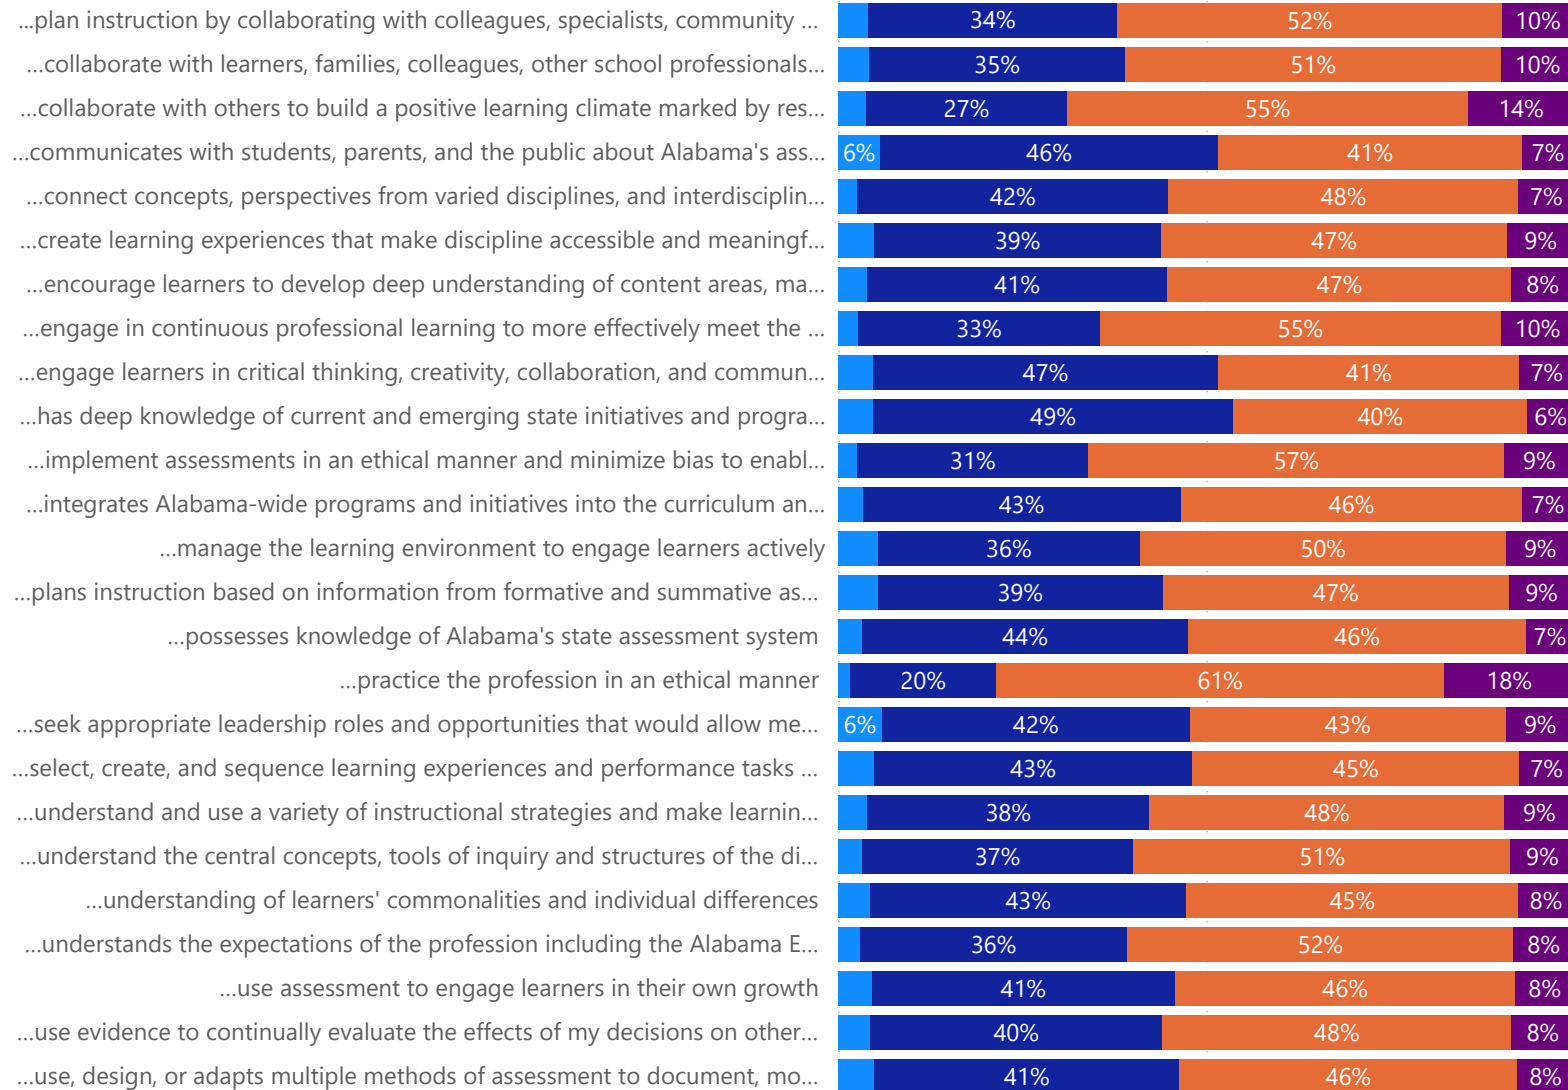 ...plan instruction by collaborating with colleagues, specialists, community ... 34% 52% 10%
...collaborate with learners, families, colleagues, other school professionals... 35% 51% 10%
...collaborate with others to build a positive learning climate marked by res... 27% 55% 14%
...communicates with students, parents, and the public about Alabama's ass... 6% 46% 41% 7%
...connect concepts, perspectives from varied disciplines, and interdisciplin... 42% 48% 7%
...create learning experiences that make discipline accessible and meaningf... 39% 47% 9%
...encourage learners to develop deep understanding of content areas, ma... 41% 47% 8%
...engage in continuous professional learning to more effectively meet the ... 33% 55% 10%
...engage learners in critical thinking, creativity, collaboration, and commun... 47% 41% 7%
...has deep knowledge of current and emerging state initiatives and progra... 49% 40% 6%
...implement assessments in an ethical manner and minimize bias to enabl... 31% 57% 9%
...integrates Alabama-wide programs and initiatives into the curriculum an... 43% 46% 7%
...manage the learning environment to engage learners actively 36% 50% 9%
...plans instruction based on information from formative and summative as... 39% 47% 9%
...possesses knowledge of Alabama's state assessment system 44% 46% 7%
...practice the profession in an ethical manner 20% 61% 18%
...seek appropriate leadership roles and opportunities that would allow me... 6% 42% 43% 9%
...select, create, and sequence learning experiences and performance tasks ... 43% 45% 7%
...understand and use a variety of instructional strategies and make learnin... 38% 48% 9%
...understand the central concepts, tools of inquiry and structures of the di... 37% 51% 9%
...understanding of learners' commonalities and individual differences 43% 45% 8%
...understands the expectations of the profession including the Alabama E... 36% 52% 8%
...use assessment to engage learners in their own growth 41% 46% 8%
...use evidence to continually evaluate the effects of my decisions on other... 40% 48% 8%
...use, design, or adapts multiple methods of assessment to document, mo... 41% 46% 8%